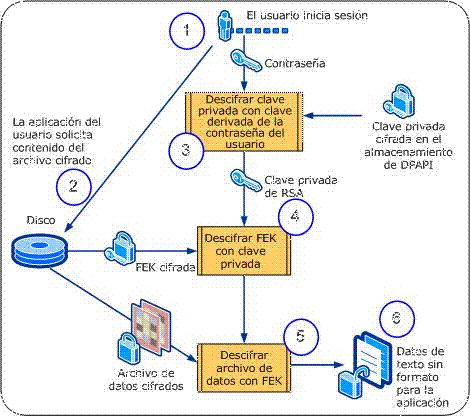 1
El usuario inicia sesión
Contraseña
Descifrar clave
privada con clave
derivada de la
contraseña del
usuario
3
Clave privada
cifrada en el
almacenamiento
de DPAPI
La aplicación del
usuario solicita
contenido del
archivo cifrado
2
Clave privada
de RSA
4
Disco
FEK cifrada
Descifrar FEK
con clave
privada
Archivo de
datos cifrados
Descifrar
archivo de
datos con FEK
5
6
Datos de
texto sin
formato
para la
aplicación